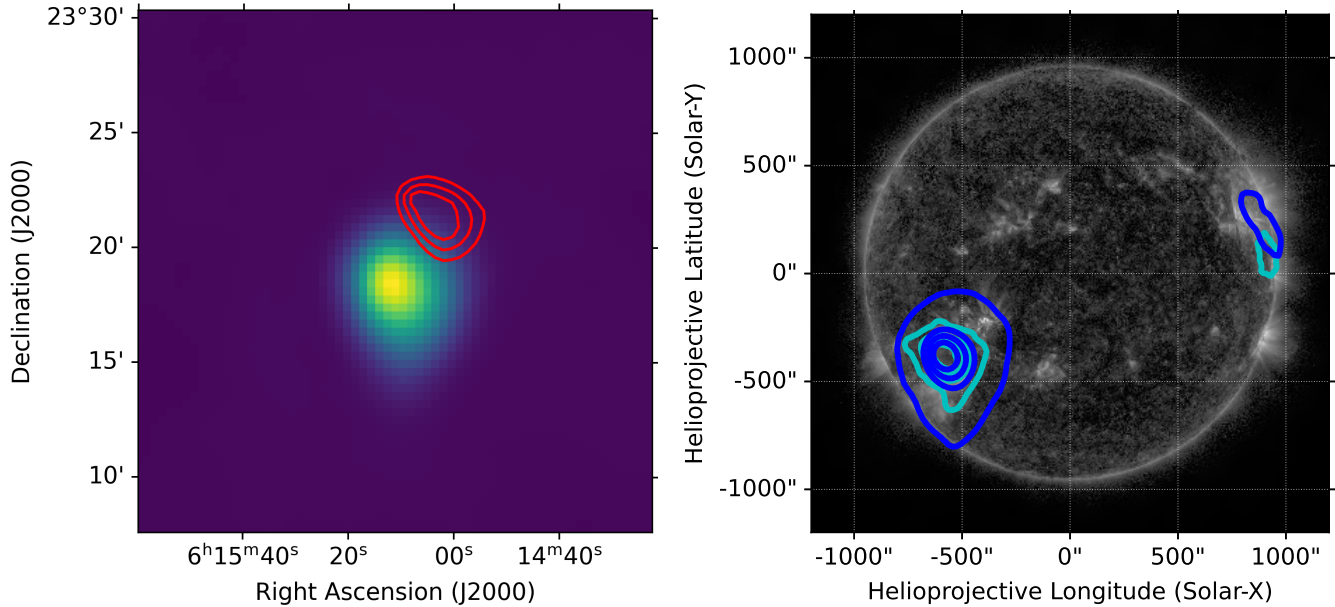 23°30'
25'
20'
15'
10'
Declination (J2000)
6ʰ15ᵐ40ˢ
20ˢ
00ˢ
14ᵐ40ˢ
Right Ascension (J2000)
1000"
500"
0"
-500"
-1000"
Helioprojective Latitude (Solar-Y)
-1000"
-500"
0"
500"
1000"
Helioprojective Longitude (Solar-X)